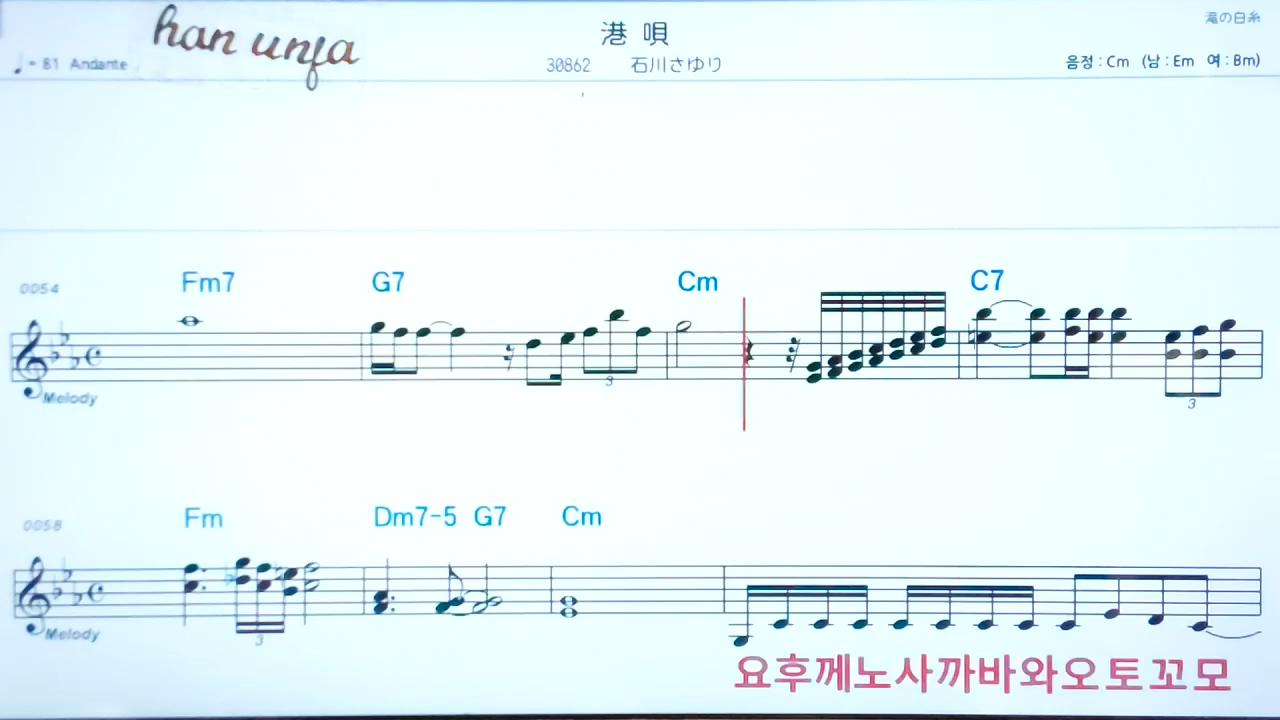 han unfa
港 唄
滝の白糸
♩= 81 Andante
30862 石川さゆり
음정 : Cm (남 : Em 여 : Bm)
0054 Fm7 G7 Cm C7
3 3
Melody
0058 Fm Dm7-5 G7 Cm
3
Melody
요후께노사까바와오토꼬모